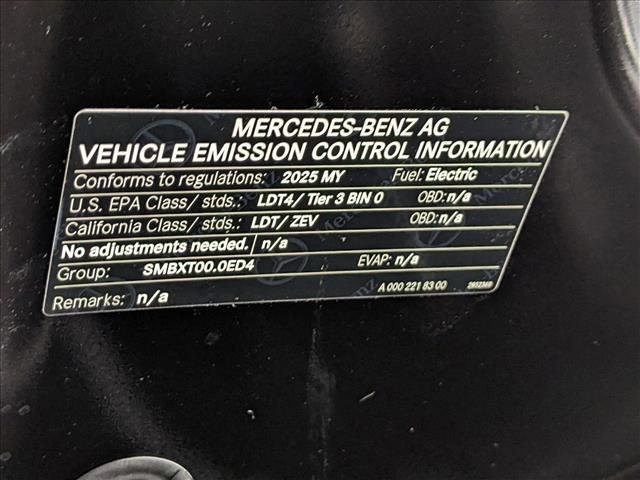 MERCEDES-BENZ AG
VEHICLE EMISSION CONTROL INFORMATION
Conforms to regulations: 2025 MY Fuel: Electric
U.S. EPA Class/ stds.: LDT4/ Tier 3 BIN 0 OBD: n/a
California Class/ stds.: LDT/ ZEV OBD: n/a
No adjustments needed. n/a
Group: SMBXT00.0ED4 EVAP: n/a
Remarks: n/a A 000 221 83 00